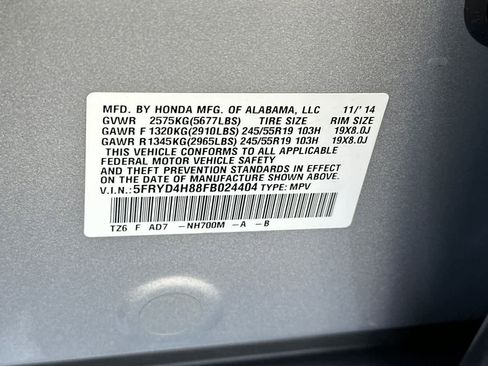 MFD. BY HONDA MFG. OF ALABAMA, LLC 11/'14
GVWR 2575KG(5677LBS) TIRE SIZE RIM SIZE
GAWR F 1320KG(2910LBS) 245/55R19 103H 19X8.0J
GAWR R1345KG(2965LBS) 245/55R19 103H 19X8.0J
THIS VEHICLE CONFORMS TO ALL APPLICABLE
FEDERAL MOTOR VEHICLE SAFETY
AND THEFT PREVENTION STANDARDS IN EFFECT
ON THE DATE OF MANUFACTURE SHOWN ABOVE.
V.I.N.: 5FRYD4H88FB024404 TYPE: MPV
TZ6 F AD7 -NH700M -A -B